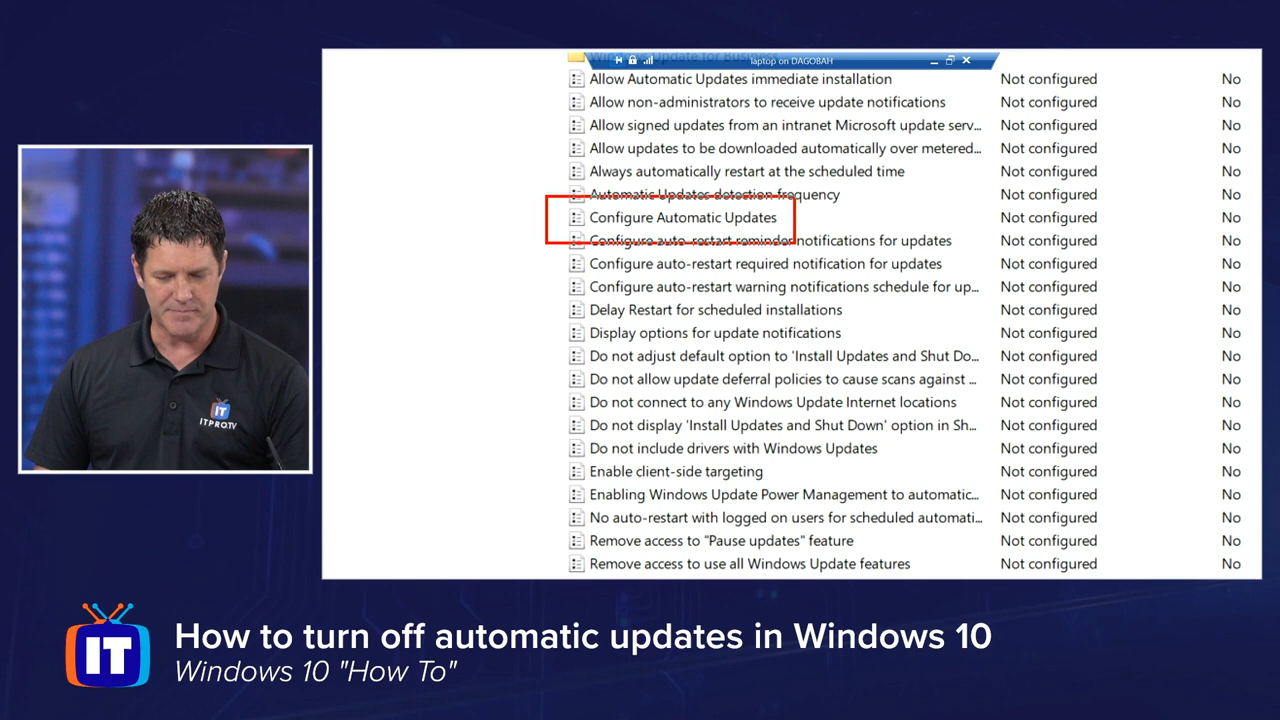 Windows Update for Business
laptop on DAGOBAH
Allow Automatic Updates immediate installation Not configured No
Allow non-administrators to receive update notifications Not configured No
Allow signed updates from an intranet Microsoft update serv... Not configured No
Allow updates to be downloaded automatically over metered... Not configured No
Always automatically restart at the scheduled time Not configured No
Automatic Updates detection frequency Not configured No
Configure Automatic Updates Not configured No
Configure auto-restart reminder notifications for updates Not configured No
Configure auto-restart required notification for updates Not configured No
Configure auto-restart warning notifications schedule for up... Not configured No
Delay Restart for scheduled installations Not configured No
Display options for update notifications Not configured No
Do not adjust default option to 'Install Updates and Shut Do... Not configured No
Do not allow update deferral policies to cause scans against ... Not configured No
Do not connect to any Windows Update Internet locations Not configured No
Do not display 'Install Updates and Shut Down' option in Sh... Not configured No
Do not include drivers with Windows Updates Not configured No
Enable client-side targeting Not configured No
Enabling Windows Update Power Management to automatic... Not configured No
No auto-restart with logged on users for scheduled automati... Not configured No
Remove access to "Pause updates" feature Not configured No
Remove access to use all Windows Update features Not configured No
IT
ITPRO.TV
IT
How to turn off automatic updates in Windows 10
Windows 10 "How To"